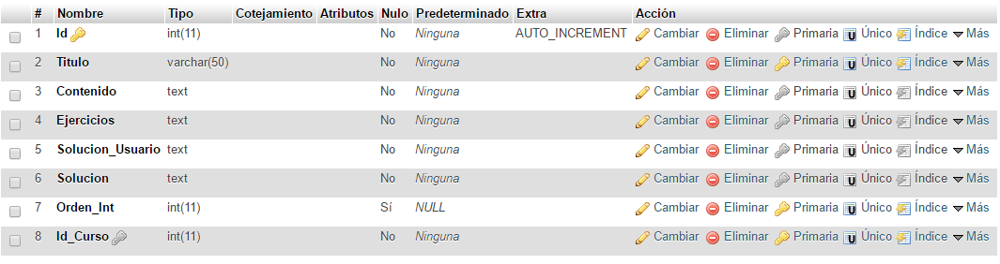 # Nombre Tipo Cotejamiento Atributos Nulo Predeterminado Extra Acción
1 Id int(11) No Ninguna AUTO_INCREMENT Cambiar Eliminar Primaria Único Índice Más
2 Titulo varchar(50) No Ninguna Cambiar Eliminar Primaria Único Índice Más
3 Contenido text No Ninguna Cambiar Eliminar Primaria Único Índice Más
4 Ejercicios text No Ninguna Cambiar Eliminar Primaria Único Índice Más
5 Solucion_Usuario text No Ninguna Cambiar Eliminar Primaria Único Índice Más
6 Solucion text No Ninguna Cambiar Eliminar Primaria Único Índice Más
7 Orden_Int int(11) Sí NULL Cambiar Eliminar Primaria Único Índice Más
8 Id_Curso int(11) No Ninguna Cambiar Eliminar Primaria Único Índice Más